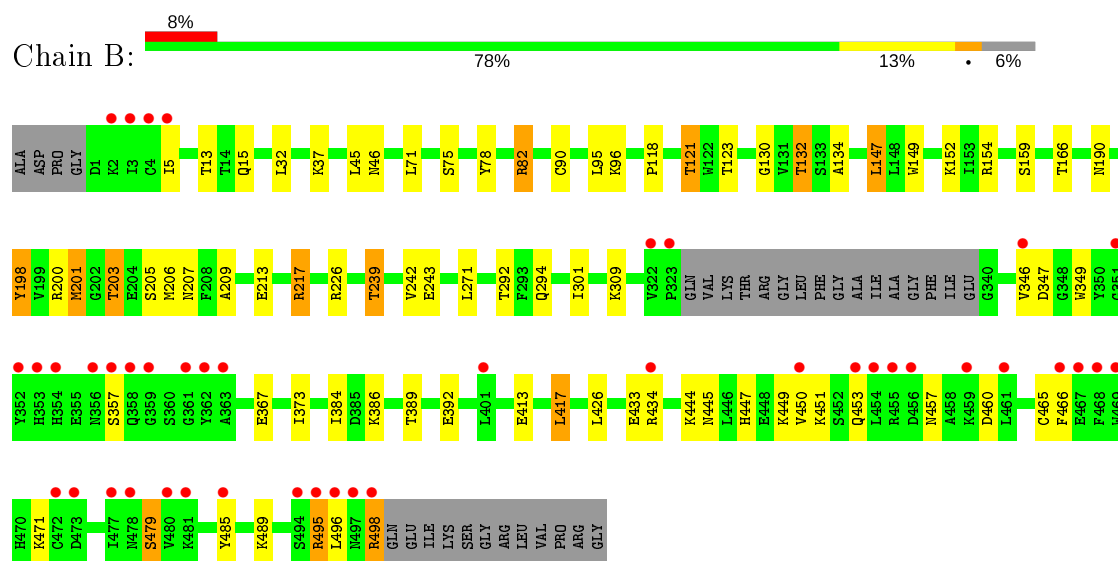 8%
Chain B:
78% 13% • 6%
ALA ASP PRO GLY D1 K2 I3 C4 I5 T13 T14 Q15 L32 K37 L45 N46 L71 S75 Y78 R82 C90 L95 K96 P118 T121 W122 T123 G130 V131 T132 S133 A134 L147 L148 W149 K152 I153 R154 S159 T166 N190
Y198 V199 R200 M201 G202 T203 E204 S205 M206 N207 F208 A209 E213 R217 R226 T239 V242 E243 L271 T292 F293 Q294 I301 K309 V322 P323 GLN VAL LYS THR ARG GLY LEU PHE GLY ALA ILE ALA GLY PHE ILE GLU G340 V346 D347 G348 W349 Y350 G351
Y352 H353 H354 E355 N356 S357 Q358 G359 S360 G361 Y362 A363 E367 I373 I384 D385 K386 T389 E392 L401 E413 L417 L426 E433 R434 K444 N445 L446 H447 E448 K449 V450 K451 S452 Q453 L454 R455 D456 N457 A458 K459 D460 L461 C465 F466 E467 F468 W469
H470 K471 C472 D473 I477 N478 S479 V480 K481 Y485 K489 S494 R495 L496 N497 R498 GLN GLU ILE LYS SER GLY ARG LEU VAL PRO ARG GLY